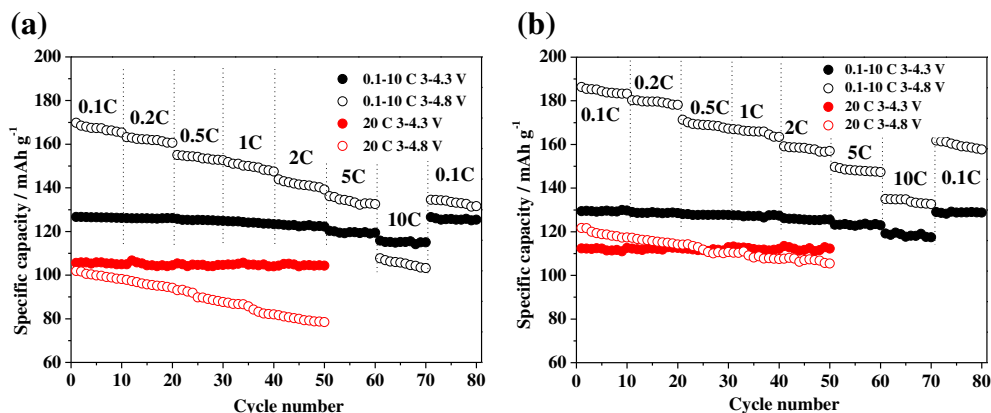 (a)
200
180
160
140
120
100
80
60
Specific capacity / mAh g⁻¹
0.1C
0.2C
0.5C
1C
2C
5C
10C
0.1C
0.1-10 C 3-4.3 V
0.1-10 C 3-4.8 V
20 C 3-4.3 V
20 C 3-4.8 V
0 10 20 30 40 50 60 70 80
Cycle number
(b)
200
180
160
140
120
100
80
60
Specific capacity / mAh g⁻¹
0.1C
0.2C
0.5C
1C
2C
5C
10C
0.1C
0.1-10 C 3-4.3 V
0.1-10 C 3-4.8 V
20 C 3-4.3 V
20 C 3-4.8 V
0 10 20 30 40 50 60 70 80
Cycle number